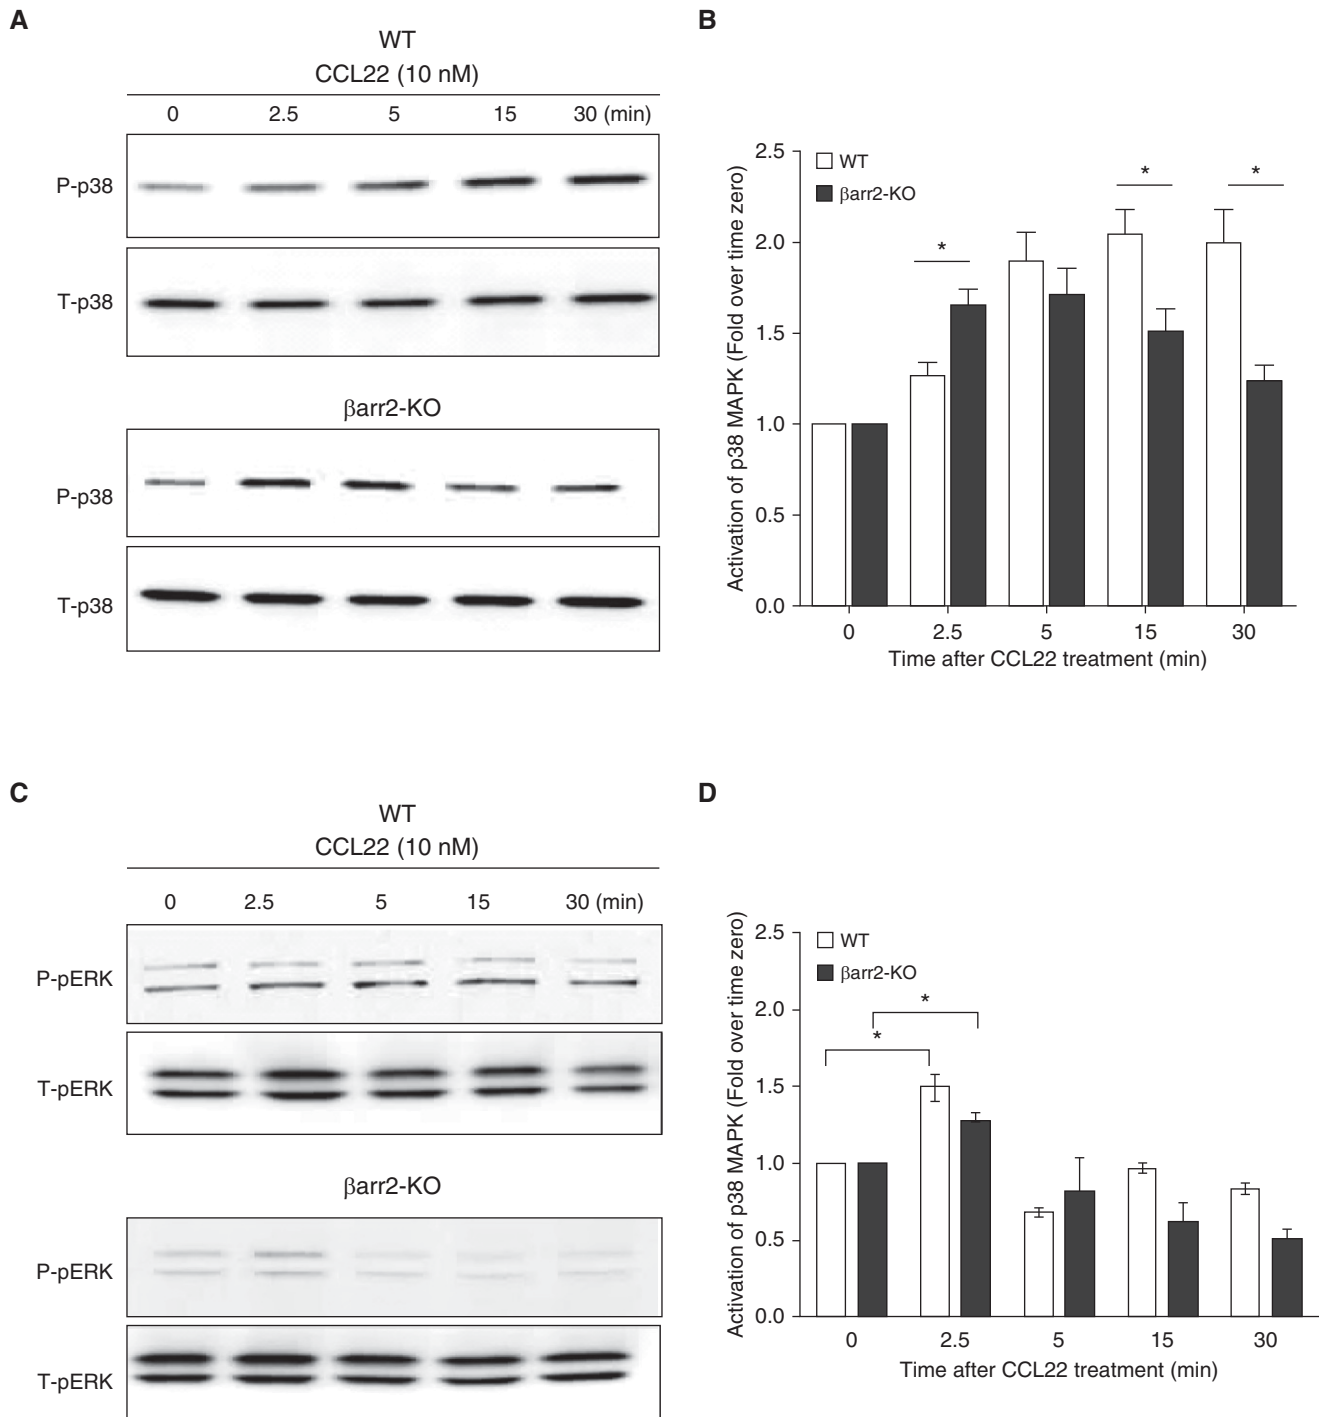 A
WT
CCL22 (10 nM)
0 2.5 5 15 30 (min)
P-p38
T-p38
βarr2-KO
P-p38
T-p38
B
Activation of p38 MAPK (Fold over time zero)
2.5
2.0
1.5
1.0
0.5
0.0
WT
βarr2-KO
*
*
*
0 2.5 5 15 30
Time after CCL22 treatment (min)
C
WT
CCL22 (10 nM)
0 2.5 5 15 30 (min)
P-pERK
T-pERK
βarr2-KO
P-pERK
T-pERK
D
Activation of p38 MAPK (Fold over time zero)
2.5
2.0
1.5
1.0
0.5
0.0
WT
βarr2-KO
*
*
0 2.5 5 15 30
Time after CCL22 treatment (min)